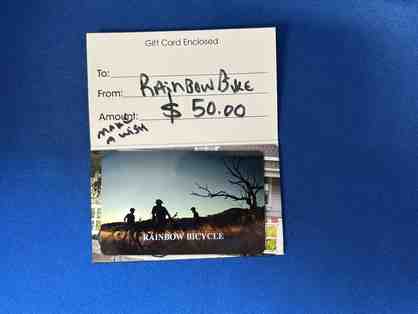 Gift Card Enclosed
To:
From: RAINBOW BIKE
Amount: $ 50.00
MAKE
A WISH
RAINBOW BICYCLE